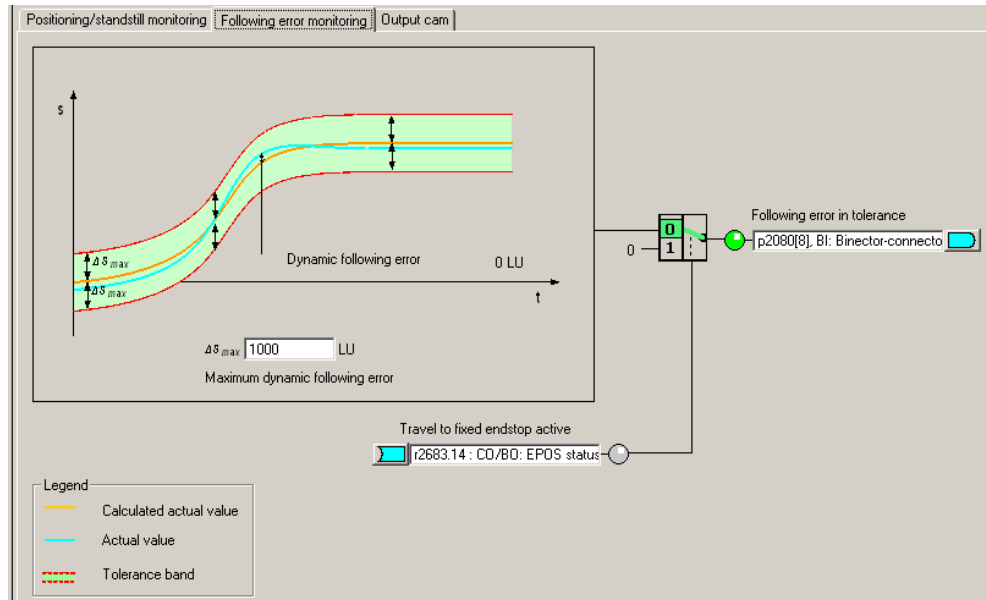 Positioning/standstill monitoring Following error monitoring Output cam
s
Δs max
Δs max
Dynamic following error 0 LU
t
Δs max 1000 LU
Maximum dynamic following error
Following error in tolerance
0
0 1
p2080[8], BI: Binector-connecto
Travel to fixed endstop active
r2683.14 : CO/BO: EPOS status
Legend
Calculated actual value
Actual value
Tolerance band